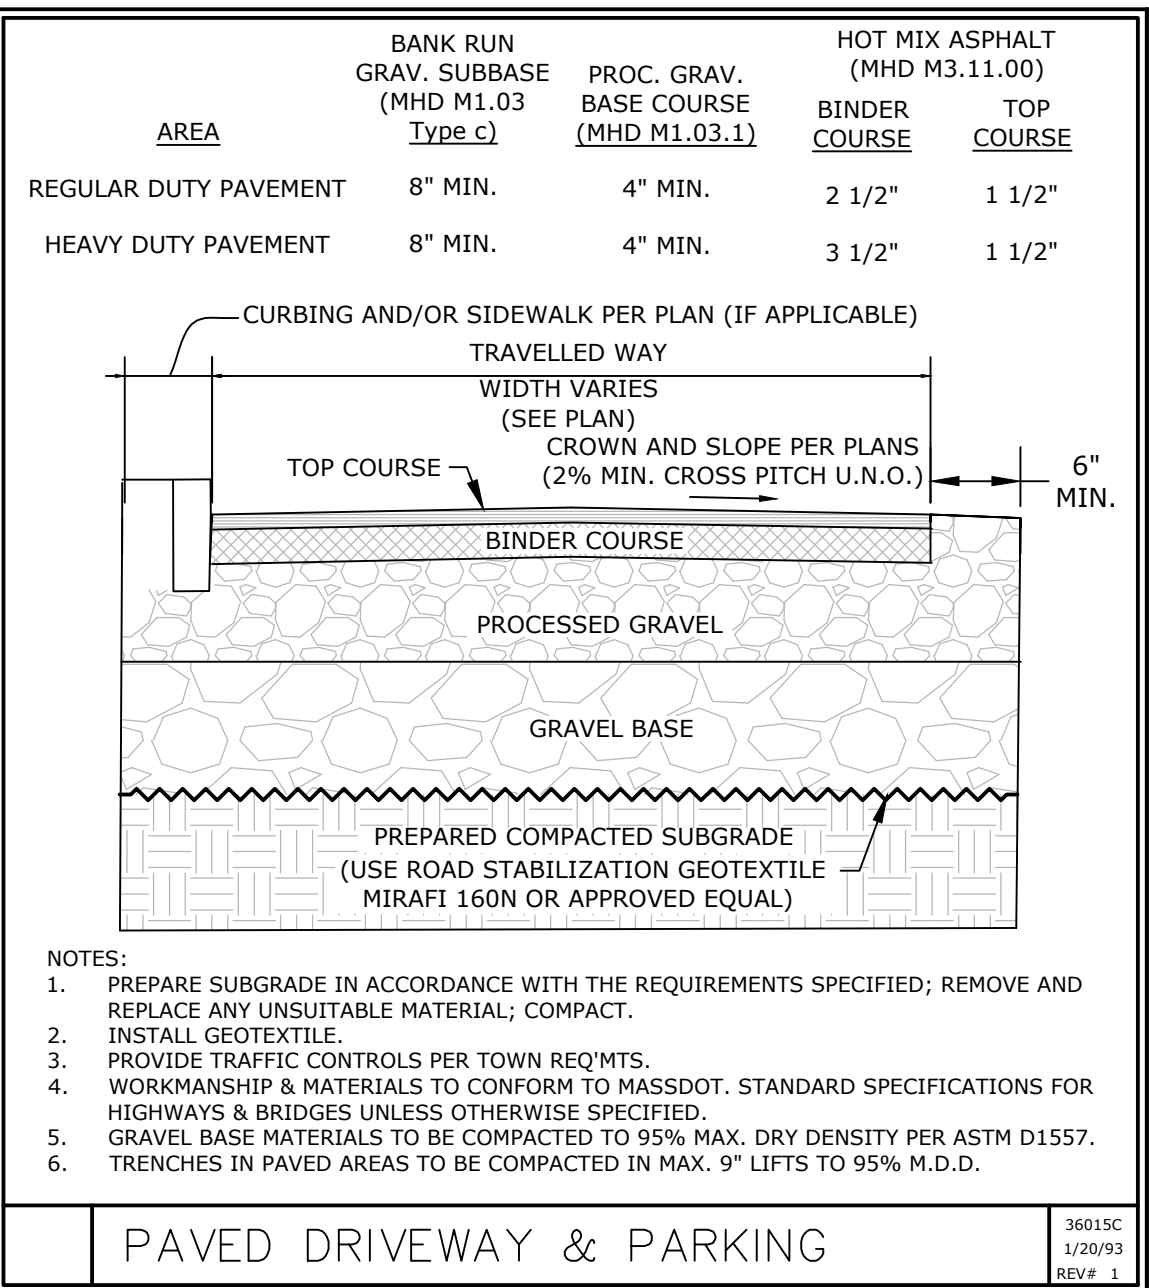 BANK RUN
GRAV. SUBBASE
(MHD M1.03
Type c)
PROC. GRAV.
BASE COURSE
(MHD M1.03.1)
HOT MIX ASPHALT
(MHD M3.11.00)
AREA
BINDER
COURSE
TOP
COURSE
REGULAR DUTY PAVEMENT 8" MIN. 4" MIN. 2 1/2" 1 1/2"
HEAVY DUTY PAVEMENT 8" MIN. 4" MIN. 3 1/2" 1 1/2"
CURBING AND/OR SIDEWALK PER PLAN (IF APPLICABLE)
TRAVELLED WAY
WIDTH VARIES
(SEE PLAN)
CROWN AND SLOPE PER PLANS
(2% MIN. CROSS PITCH U.N.O.)
TOP COURSE
6"
MIN.
BINDER COURSE
PROCESSED GRAVEL
GRAVEL BASE
PREPARED COMPACTED SUBGRADE
(USE ROAD STABILIZATION GEOTEXTILE
MIRAFI 160N OR APPROVED EQUAL)
NOTES:
1. PREPARE SUBGRADE IN ACCORDANCE WITH THE REQUIREMENTS SPECIFIED; REMOVE AND
REPLACE ANY UNSUITABLE MATERIAL; COMPACT.
2. INSTALL GEOTEXTILE.
3. PROVIDE TRAFFIC CONTROLS PER TOWN REQ'MTS.
4. WORKMANSHIP & MATERIALS TO CONFORM TO MASSDOT. STANDARD SPECIFICATIONS FOR
HIGHWAYS & BRIDGES UNLESS OTHERWISE SPECIFIED.
5. GRAVEL BASE MATERIALS TO BE COMPACTED TO 95% MAX. DRY DENSITY PER ASTM D1557.
6. TRENCHES IN PAVED AREAS TO BE COMPACTED IN MAX. 9" LIFTS TO 95% M.D.D.
PAVED DRIVEWAY & PARKING
36015C
1/20/93
REV# 1